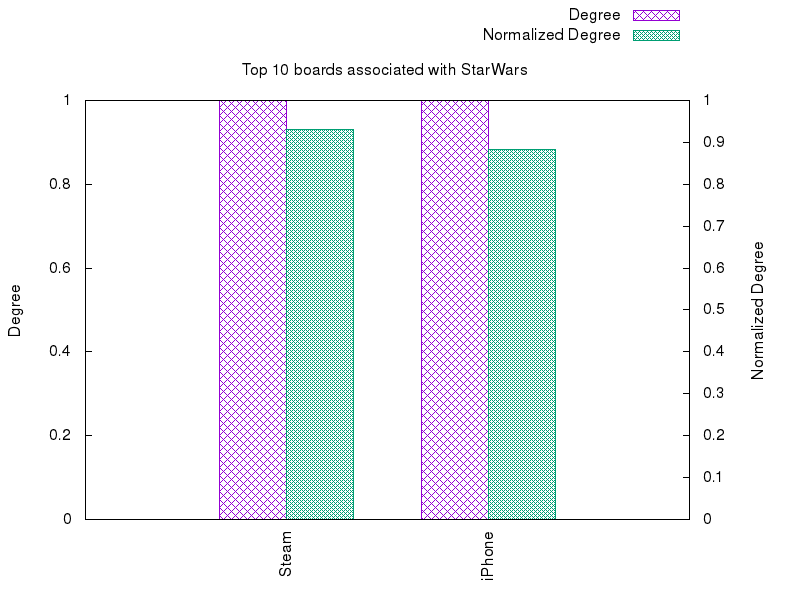 Degree
Normalized Degree
Top 10 boards associated with StarWars
1
0.8
0.6
0.4
0.2
0
Degree
1
0.9
0.8
0.7
0.6
0.5
0.4
0.3
0.2
0.1
0
Normalized Degree
Steam
iPhone